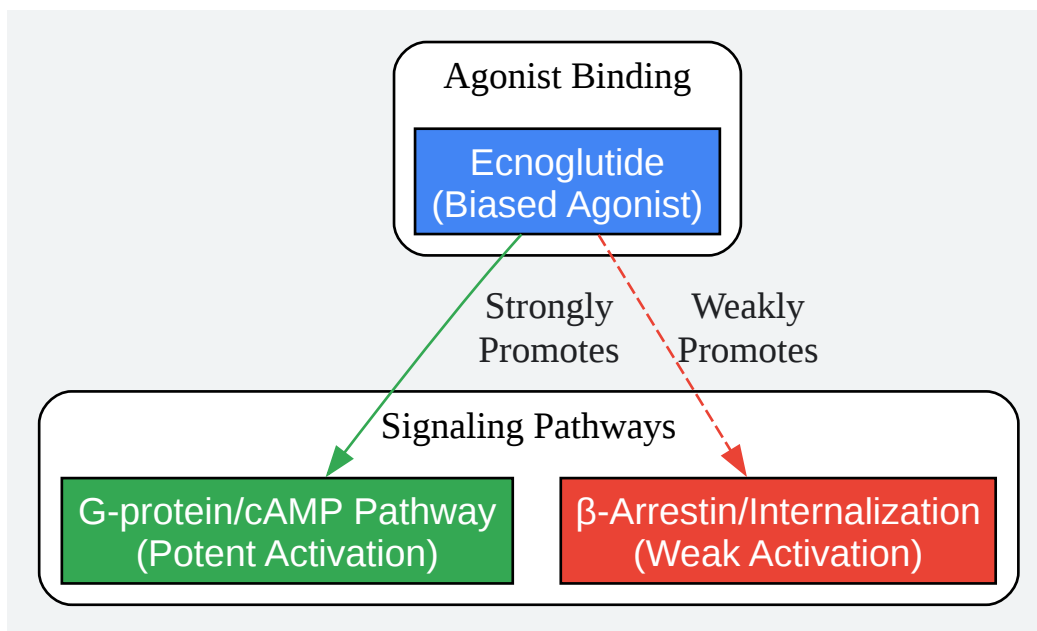 Agonist Binding
Ecnoglutide
(Biased Agonist)
Strongly
Promotes
Weakly
Promotes
Signaling Pathways
G-protein/cAMP Pathway
(Potent Activation)
β-Arrestin/Internalization
(Weak Activation)